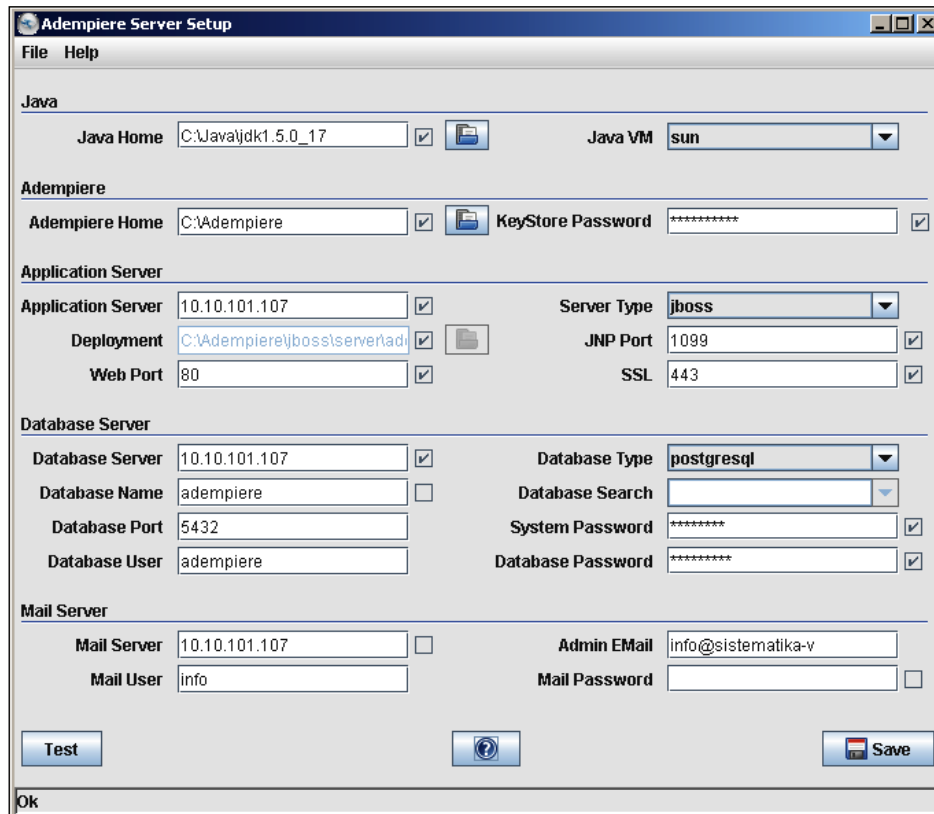 Adempiere Server Setup
File Help
Java
Java Home C:\Java\jdk1.5.0_17 Java VM sun
Adempiere
Adempiere Home C:\Adempiere KeyStore Password **********
Application Server
Application Server 10.10.101.107 Server Type jboss
Deployment C:\Adempiere\jboss\server\ade JNP Port 1099
Web Port 80 SSL 443
Database Server
Database Server 10.10.101.107 Database Type postgresql
Database Name adempiere Database Search
Database Port 5432 System Password ********
Database User adempiere Database Password *********
Mail Server
Mail Server 10.10.101.107 Admin EMail info@sistematika-v
Mail User info Mail Password
Test Save
Ok